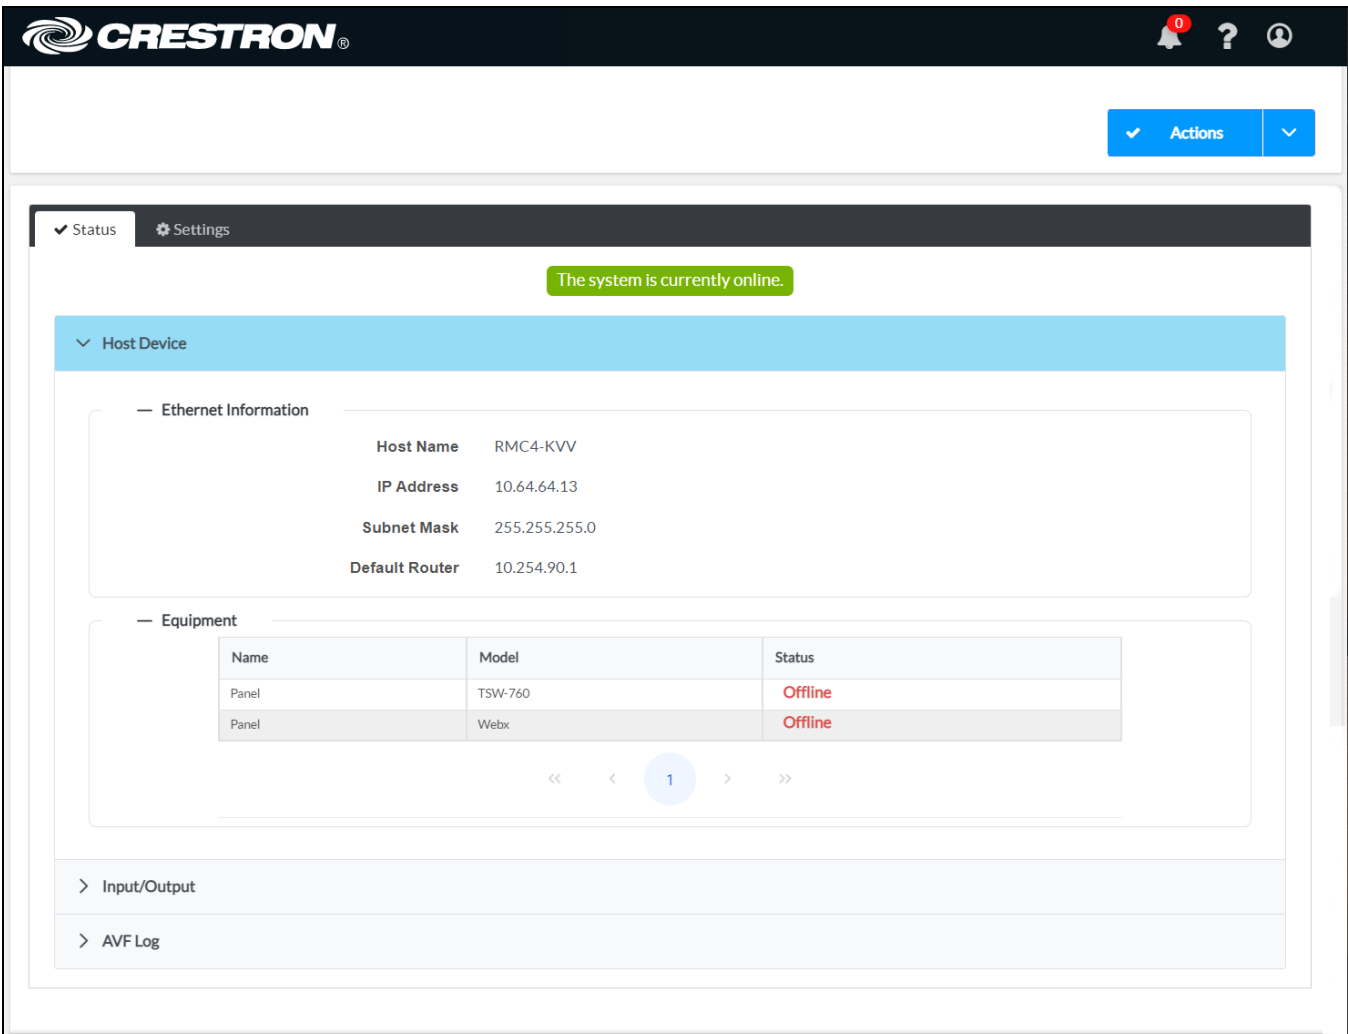 CRESTRON®
0
?
Actions
Status
Settings
The system is currently online.
Host Device
Ethernet Information
Host Name RMC4-KVV
IP Address 10.64.64.13
Subnet Mask 255.255.255.0
Default Router 10.254.90.1
Equipment
Name Model Status
Panel TSW-760 Offline
Panel Webx Offline
« ‹ 1 › »
Input/Output
AVF Log